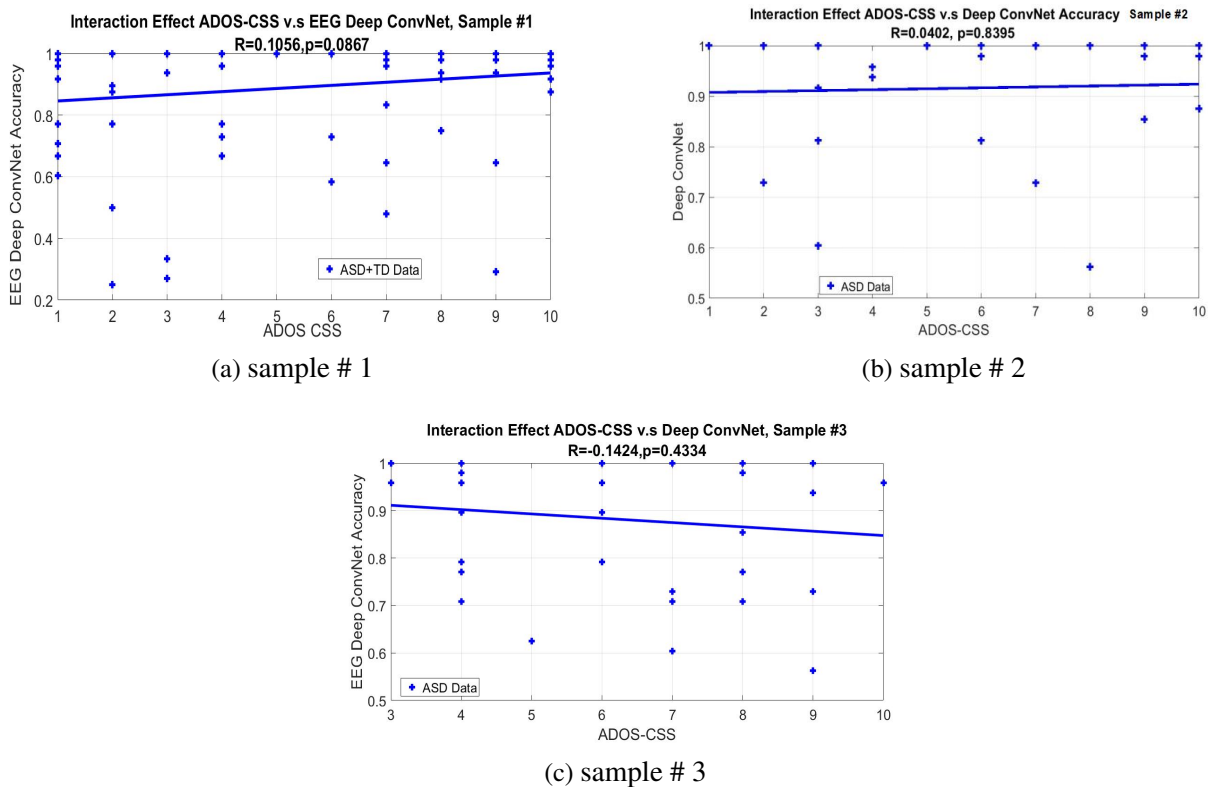 Interaction Effect ADOS-CSS v.s EEG Deep ConvNet, Sample #1
R=0.1056,p=0.0867
EEG Deep ConvNet Accuracy
1
0.8
0.6
0.4
0.2
ASD+TD Data
1 2 3 4 5 6 7 8 9 10
ADOS CSS
(a) sample # 1
Interaction Effect ADOS-CSS v.s Deep ConvNet Accuracy Sample #2
R=0.0402, p=0.8395
Deep ConvNet
1
0.9
0.8
0.7
0.6
0.5
ASD Data
1 2 3 4 5 6 7 8 9 10
ADOS-CSS
(b) sample # 2
Interaction Effect ADOS-CSS v.s Deep ConvNet, Sample #3
R=-0.1424,p=0.4334
EEG Deep ConvNet Accuracy
1
0.9
0.8
0.7
0.6
0.5
ASD Data
3 4 5 6 7 8 9 10
ADOS-CSS
(c) sample # 3